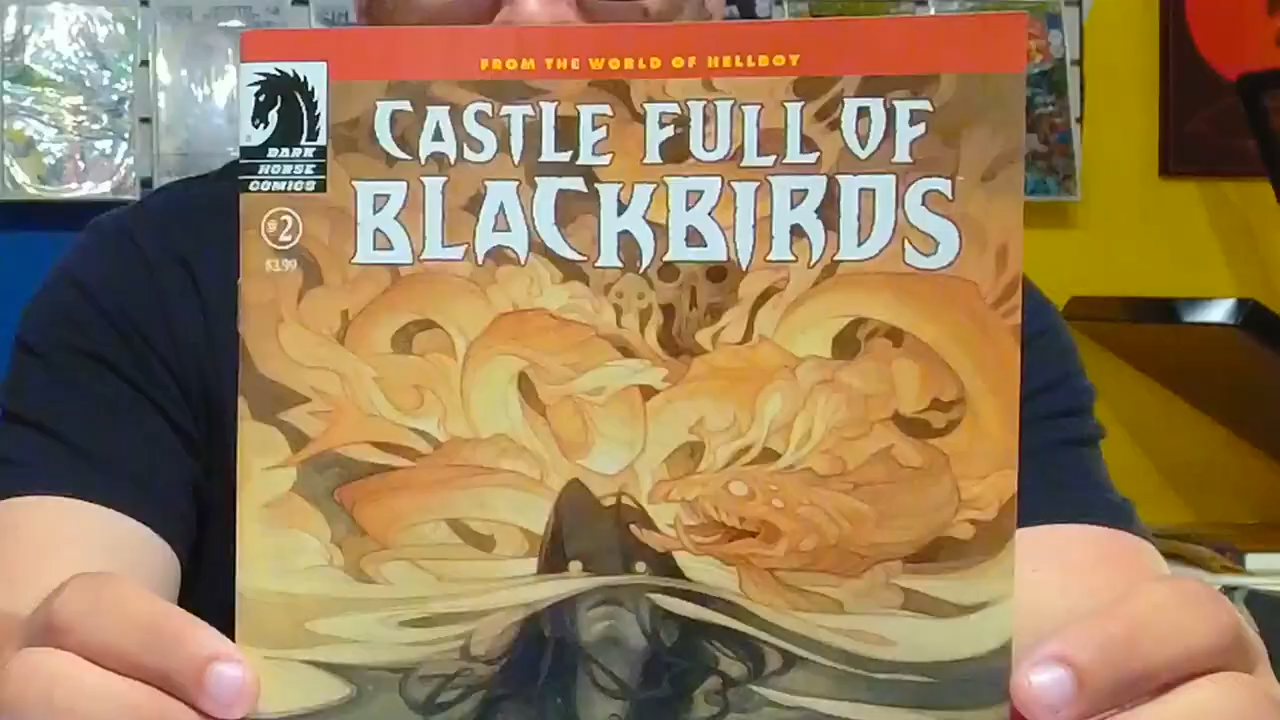 FROM THE WORLD OF HELLBOY
CASTLE FULL OF
BLACKBIRDS
DARK
HORSE
COMICS
#2
$3.99